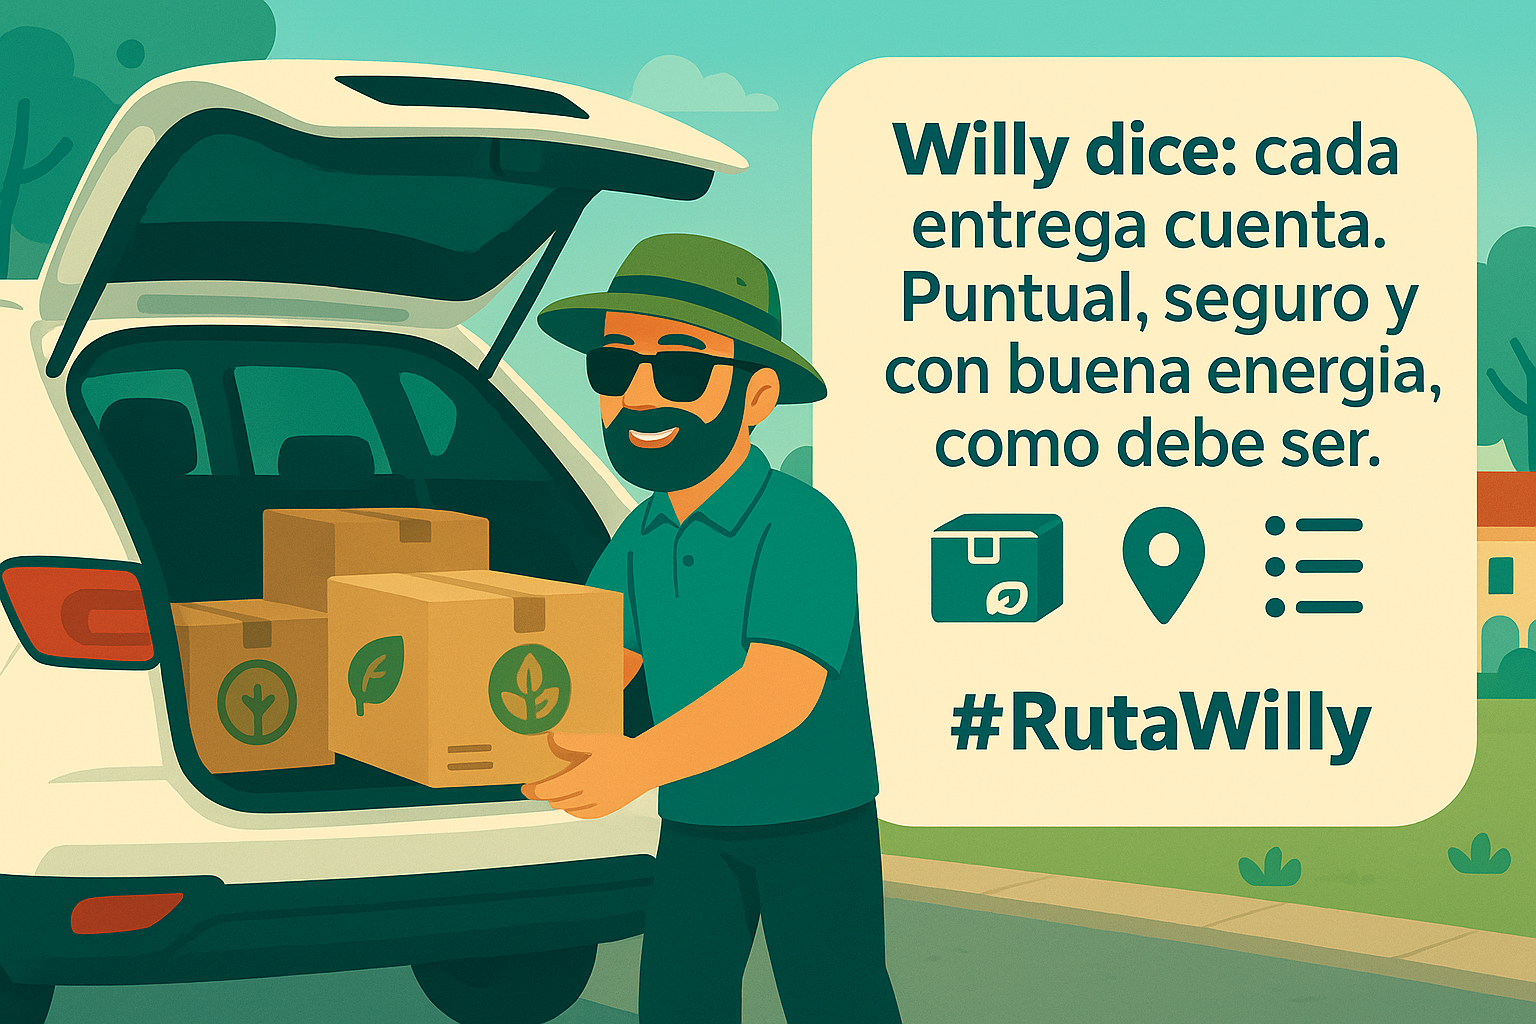 Willy dice: cada
entrega cuenta.
Puntual, seguro y
con buena energia,
como debe ser.
#RutaWilly